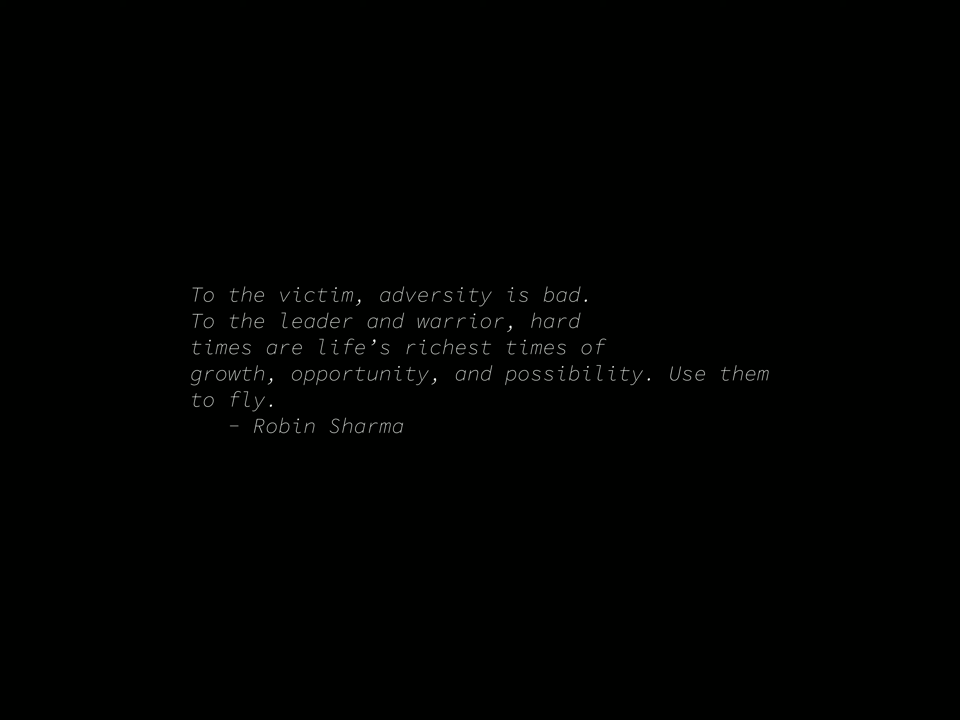 To the victim, adversity is bad.
To the leader and warrior, hard
times are life’s richest times of
growth, opportunity, and possibility. Use them
to fly.
– Robin Sharma